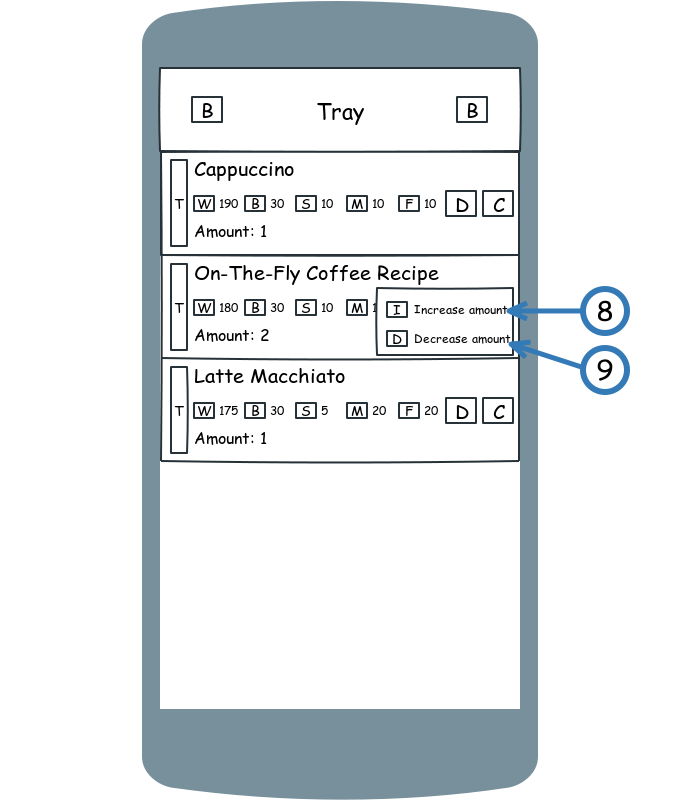 B Tray B
Cappuccino
T W 190 B 30 S 10 M 10 F 10 D C
Amount: 1
On-The-Fly Coffee Recipe
T W 180 B 30 S 10 M 1
I Increase amount
8
Amount: 2
D Decrease amount
9
Latte Macchiato
T W 175 B 30 S 5 M 20 F 20 D C
Amount: 1